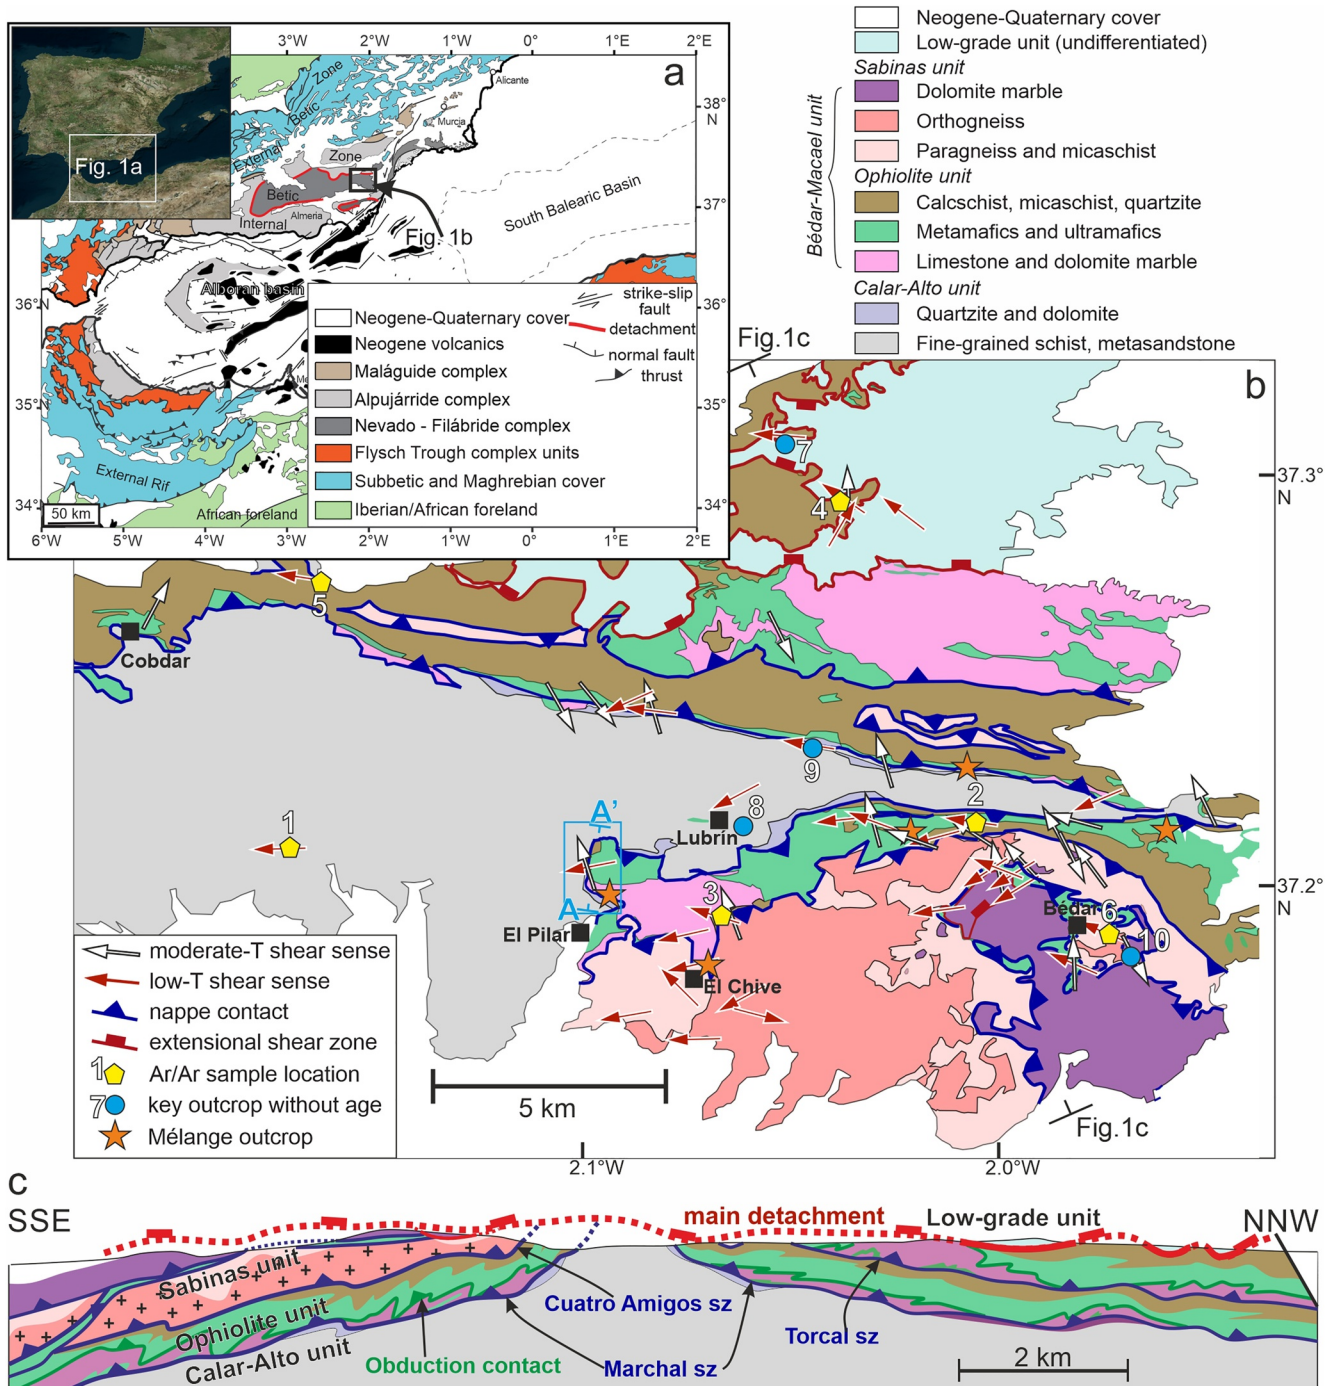 3°W 2°W 1°W 0° 1°E 2°E
a
Fig. 1a
Zone
Betic
External
Zone
Betic
Internal
Almeria
Alicante
Murcia
38°
N
37°
South Balearic Basin
Fig. 1b
Alboran basin
36°N
36°
35°N
35°
34°N
34°
Me
External Rif
African foreland
50 km
6°W 5°W 4°W 3°W 2°W 1°W 0° 1°E 2°E
Neogene-Quaternary cover
Neogene volcanics
Maláguide complex
Alpujárride complex
Nevado - Filábride complex
Flysch Trough complex units
Subbetic and Maghrebian cover
Iberian/African foreland
strike-slip
fault
detachment
normal fault
thrust
Neogene-Quaternary cover
Low-grade unit (undifferentiated)
Sabinas unit
Dolomite marble
Orthogneiss
Paragneiss and micaschist
Ophiolite unit
Calcschist, micaschist, quartzite
Metamafics and ultramafics
Limestone and dolomite marble
Calar-Alto unit
Quartzite and dolomite
Fine-grained schist, metasandstone
Bédar-Macael unit
Fig.1c
b
7
4
37.3°
N
5
Cobdar
9
2
8
1
A'
Lubrín
37.2°
N
3
A
El Pilar
Bédar
6
10
El Chive
moderate-T shear sense
low-T shear sense
nappe contact
extensional shear zone
1 Ar/Ar sample location
7 key outcrop without age
Mélange outcrop
5 km
Fig.1c
2.1°W 2.0°W
c
SSE
NNW
main detachment
Low-grade unit
Sabinas unit
Ophiolite unit
Calar-Alto unit
Cuatro Amigos sz
Obduction contact
Marchal sz
Torcal sz
2 km